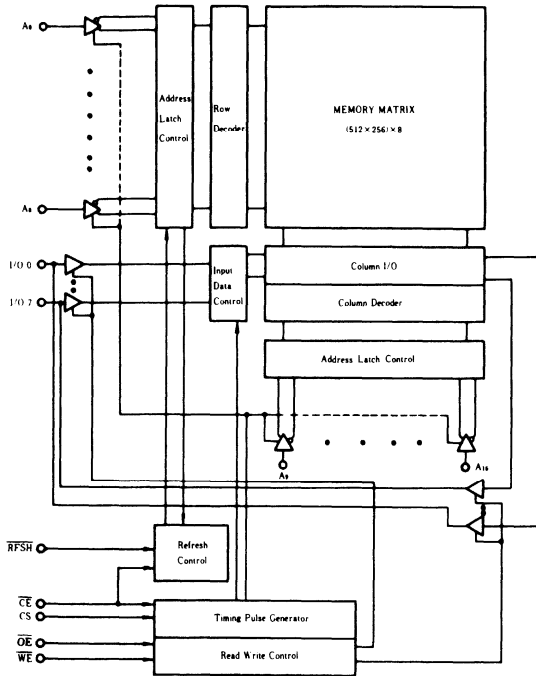 A₀
A₈
Address
Latch
Control
Row
Decoder
MEMORY MATRIX
(512×256)×8
I/O 0
I/O 7
Input
Data
Control
Column I/O
Column Decoder
Address Latch Control
A₉
A₁₆
RFSH
Refresh
Control
CE
CS
OE
WE
Timing Pulse Generator
Read Write Control